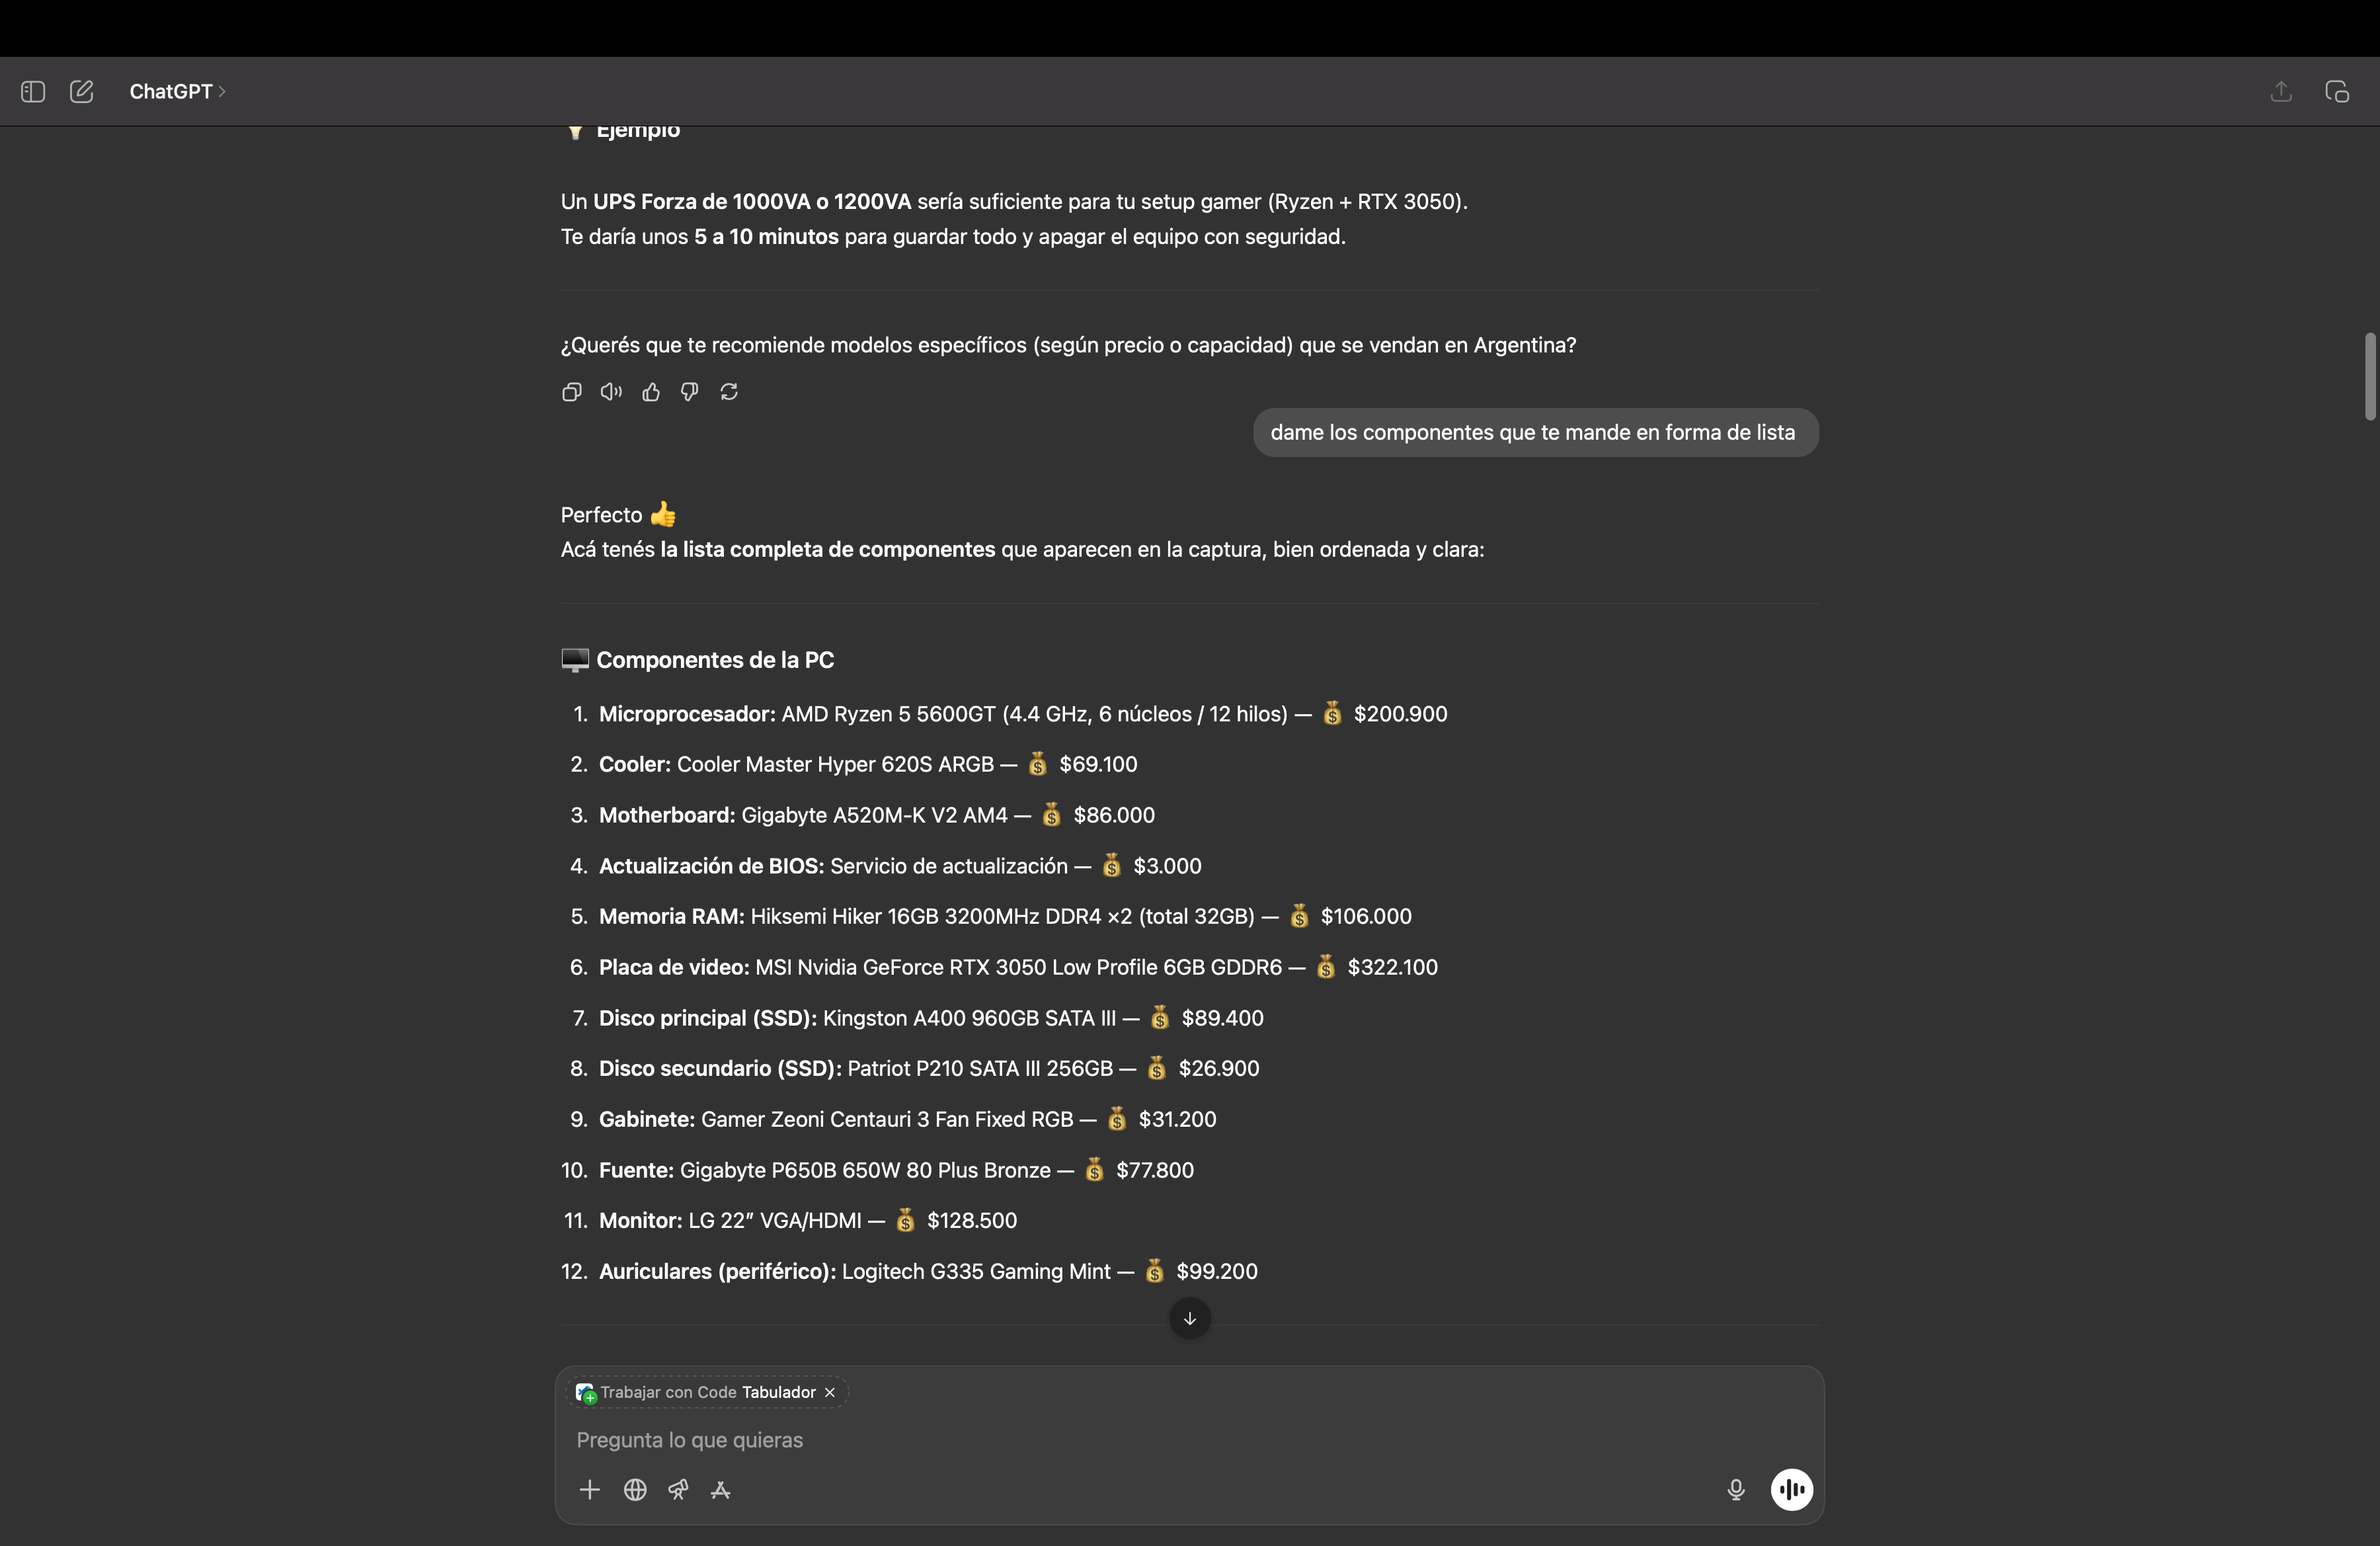 ChatGPT
💡 Ejemplo
Un UPS Forza de 1000VA o 1200VA sería suficiente para tu setup gamer (Ryzen + RTX 3050).
Te daría unos 5 a 10 minutos para guardar todo y apagar el equipo con seguridad.
¿Querés que te recomiende modelos específicos (según precio o capacidad) que se vendan en Argentina?
dame los componentes que te mande en forma de lista
Perfecto 👍
Acá tenés la lista completa de componentes que aparecen en la captura, bien ordenada y clara:
🖥️ Componentes de la PC
1. Microprocesador: AMD Ryzen 5 5600GT (4.4 GHz, 6 núcleos / 12 hilos) — 💰 $200.900
2. Cooler: Cooler Master Hyper 620S ARGB — 💰 $69.100
3. Motherboard: Gigabyte A520M-K V2 AM4 — 💰 $86.000
4. Actualización de BIOS: Servicio de actualización — 💰 $3.000
5. Memoria RAM: Hiksemi Hiker 16GB 3200MHz DDR4 ×2 (total 32GB) — 💰 $106.000
6. Placa de video: MSI Nvidia GeForce RTX 3050 Low Profile 6GB GDDR6 — 💰 $322.100
7. Disco principal (SSD): Kingston A400 960GB SATA III — 💰 $89.400
8. Disco secundario (SSD): Patriot P210 SATA III 256GB — 💰 $26.900
9. Gabinete: Gamer Zeoni Centauri 3 Fan Fixed RGB — 💰 $31.200
10. Fuente: Gigabyte P650B 650W 80 Plus Bronze — 💰 $77.800
11. Monitor: LG 22” VGA/HDMI — 💰 $128.500
12. Auriculares (periférico): Logitech G335 Gaming Mint — 💰 $99.200
Trabajar con Code Tabulador ×
Pregunta lo que quieras